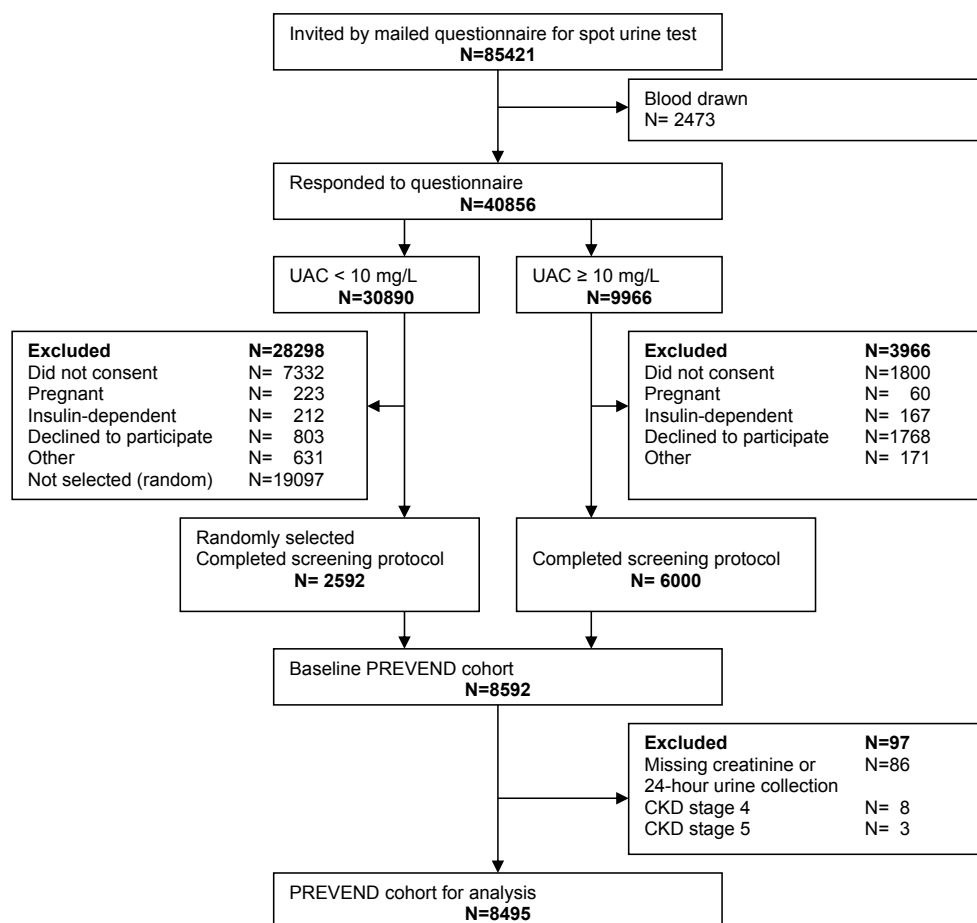 Invited by mailed questionnaire for spot urine test
N=85421
Blood drawn
N= 2473
Responded to questionnaire
N=40856
UAC < 10 mg/L
N=30890
UAC ≥ 10 mg/L
N=9966
Excluded N=28298
Did not consent N= 7332
Pregnant N= 223
Insulin-dependent N= 212
Declined to participate N= 803
Other N= 631
Not selected (random) N=19097
Excluded N=3966
Did not consent N=1800
Pregnant N= 60
Insulin-dependent N= 167
Declined to participate N=1768
Other N= 171
Randomly selected
Completed screening protocol
N= 2592
Completed screening protocol
N= 6000
Baseline PREVEND cohort
N=8592
Excluded N=97
Missing creatinine or N=86
24-hour urine collection
CKD stage 4 N= 8
CKD stage 5 N= 3
PREVEND cohort for analysis
N=8495